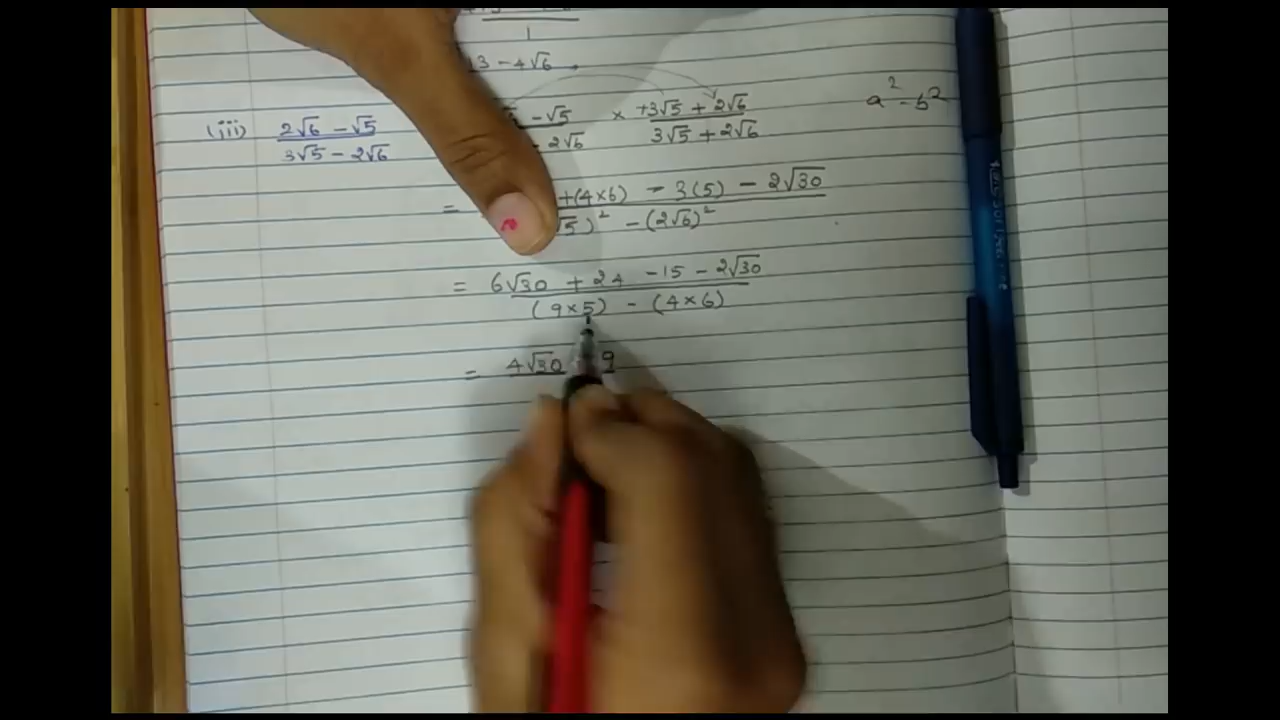 1
13 - 4√6 .
(iii) 2√6 - √5 / 3√5 - 2√6 - √5 / - 2√6 × +3√5 + 2√6 / 3√5 + 2√6 a² - b²
= +(4×6) - 3(5) - 2√30 / √5)² - (2√6)²
= 6√30 + 24 - 15 - 2√30 / (9×5) - (4×6)
= 4√30 9